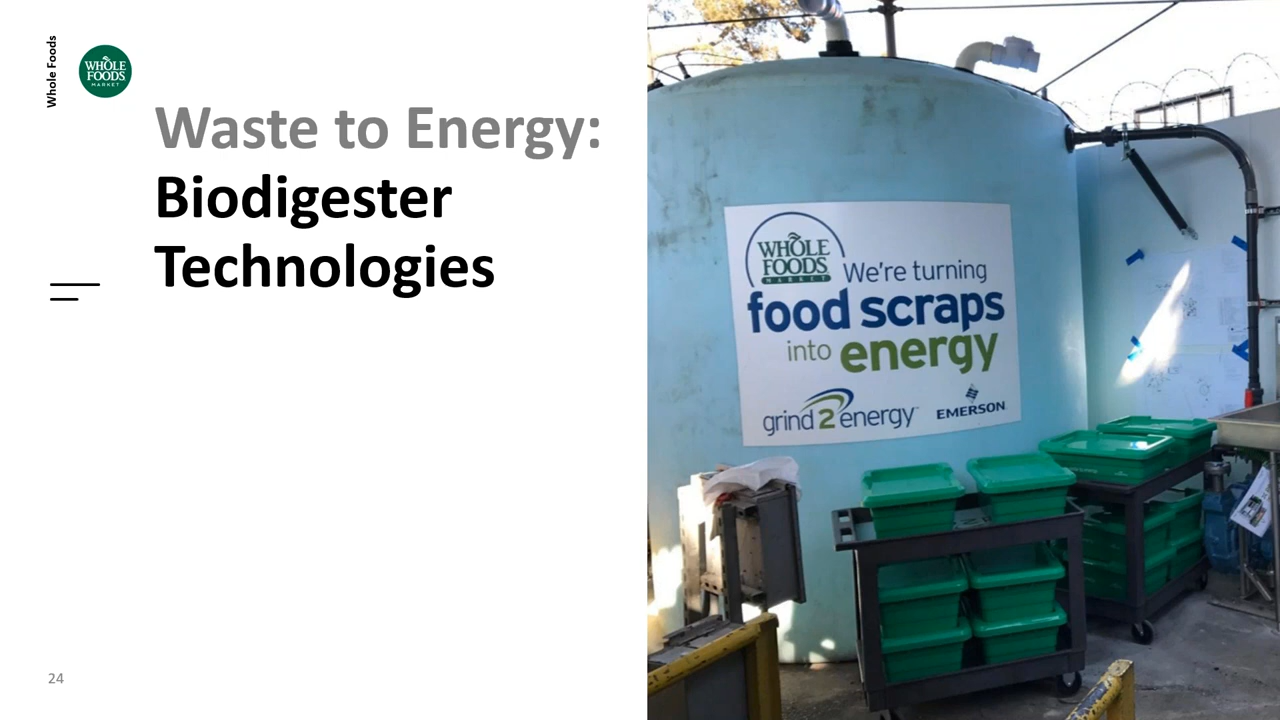 Whole Foods
WHOLE
FOODS
MARKET
Waste to Energy:
Biodigester
Technologies
WHOLE
FOODS
MARKET
We're turning
food scraps
into energy
grind2energy
EMERSON
24